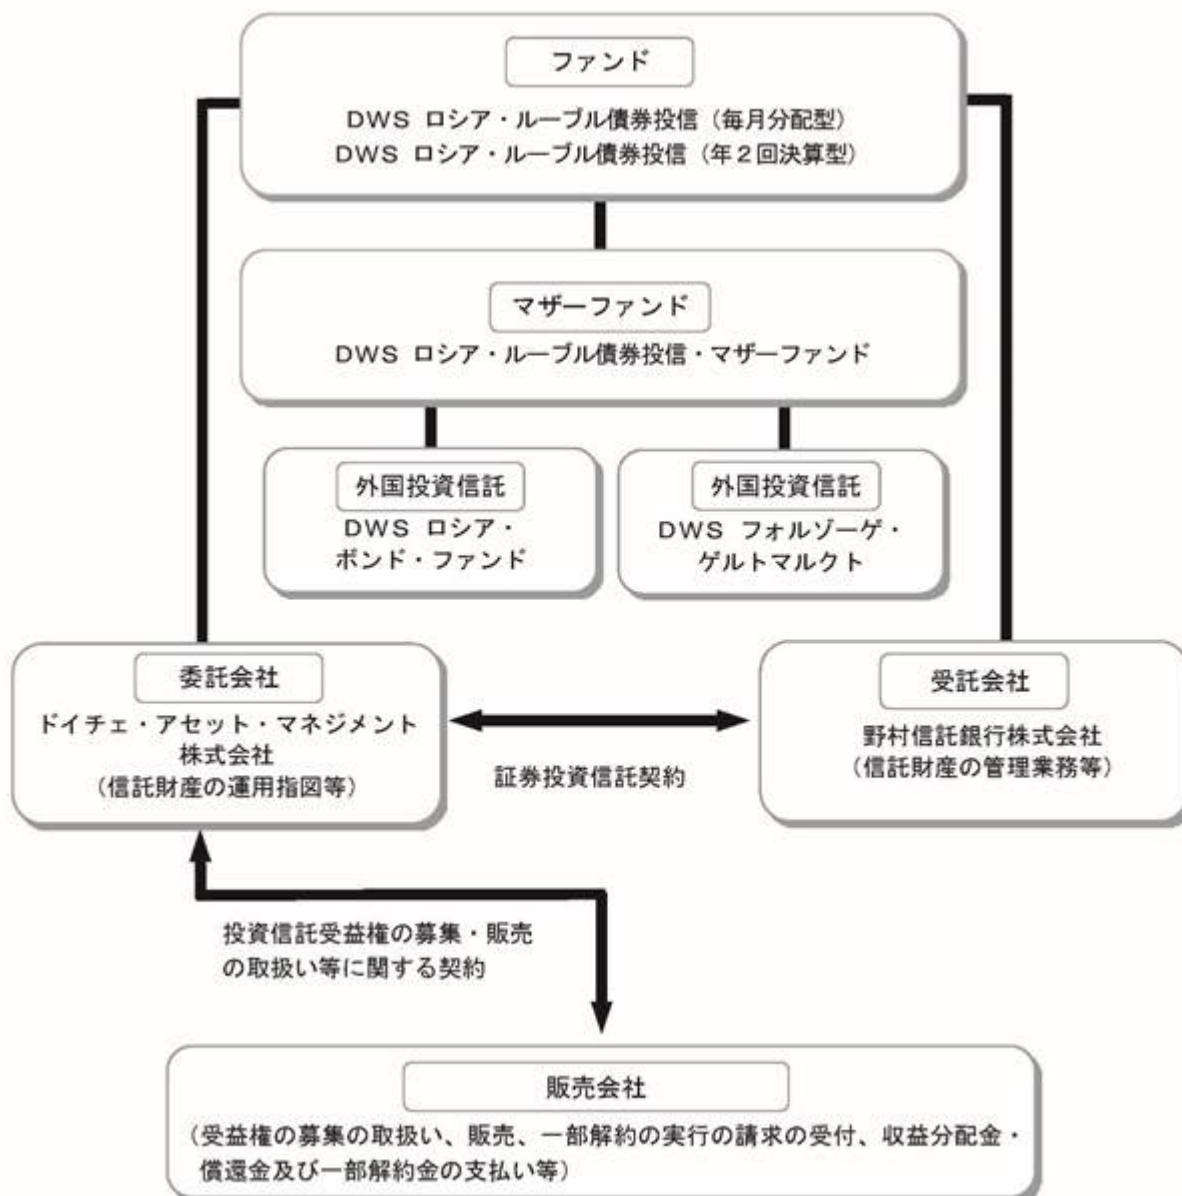 ファンド
DWS ロシア・ルーブル債券投信（毎月分配型）
DWS ロシア・ルーブル債券投信（年２回決算型）
マザーファンド
DWS ロシア・ルーブル債券投信・マザーファンド
外国投資信託
DWS ロシア・
ボンド・ファンド
外国投資信託
DWS フォルゾーゲ・
ゲルトマルクト
委託会社
ドイチェ・アセット・マネジメント
株式会社
（信託財産の運用指図等）
証券投資信託契約
受託会社
野村信託銀行株式会社
（信託財産の管理業務等）
投資信託受益権の募集・販売
の取扱い等に関する契約
販売会社
（受益権の募集の取扱い、販売、一部解約の実行の請求の受付、収益分配金・
償還金及び一部解約金の支払い等）